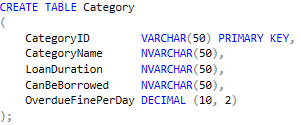 CREATE TABLE Category
(
    CategoryID        VARCHAR(50) PRIMARY KEY,
    CategoryName      NVARCHAR(50),
    LoanDuration      NVARCHAR(50),
    CanBeBorrowed     NVARCHAR(50),
    OverdueFinePerDay DECIMAL (10, 2)
);